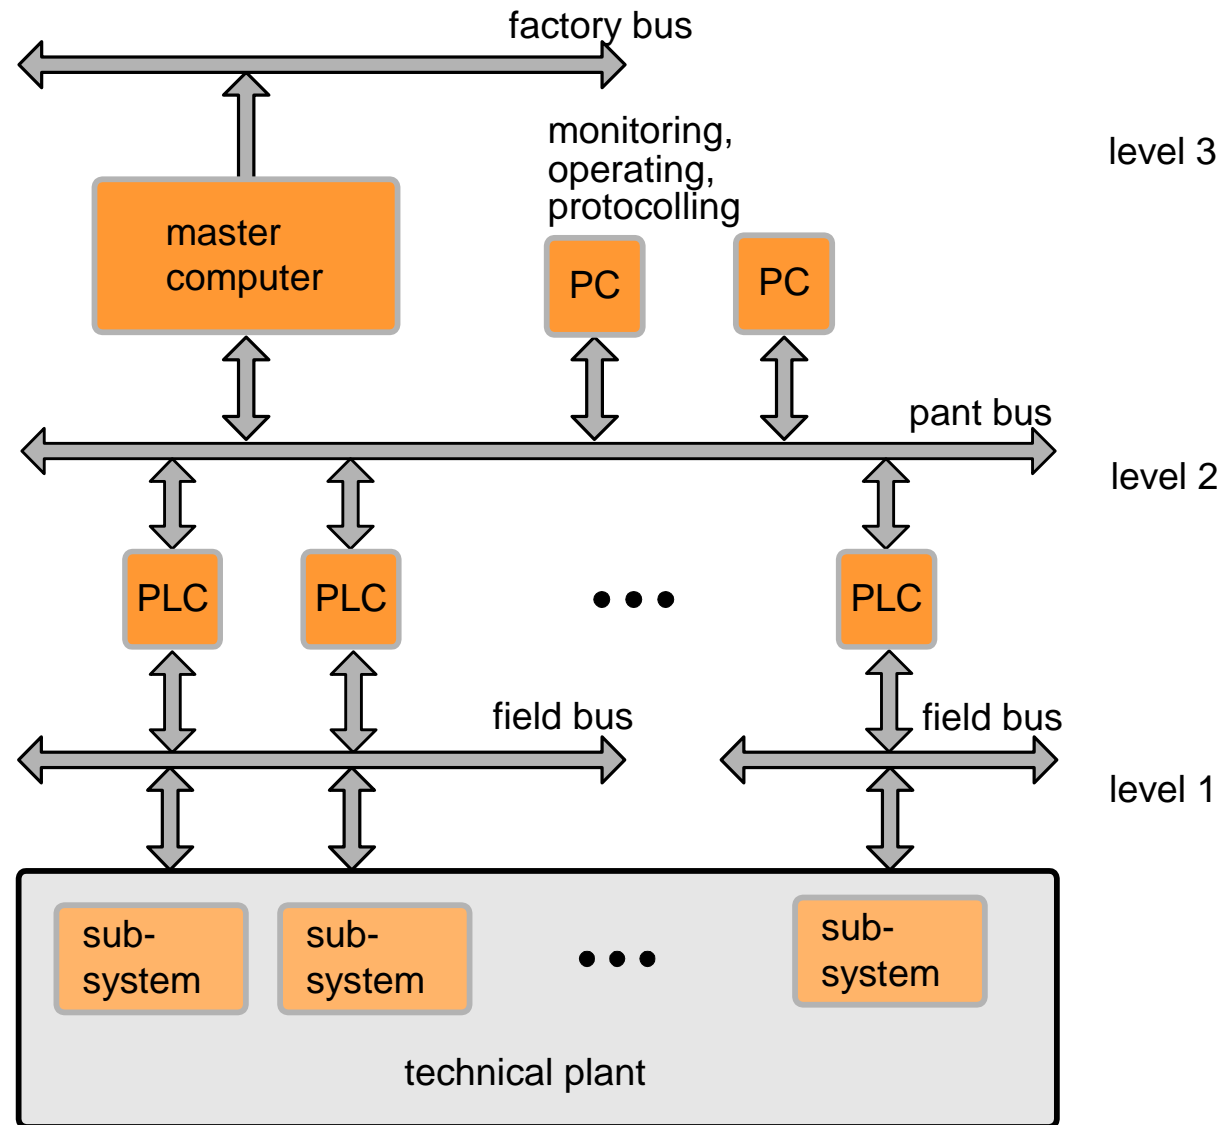 factory bus
monitoring,
operating,
protocolling
level 3
master
computer
PC
PC
pant bus
level 2
PLC
PLC
PLC
field bus
field bus
level 1
sub-
system
sub-
system
sub-
system
technical plant